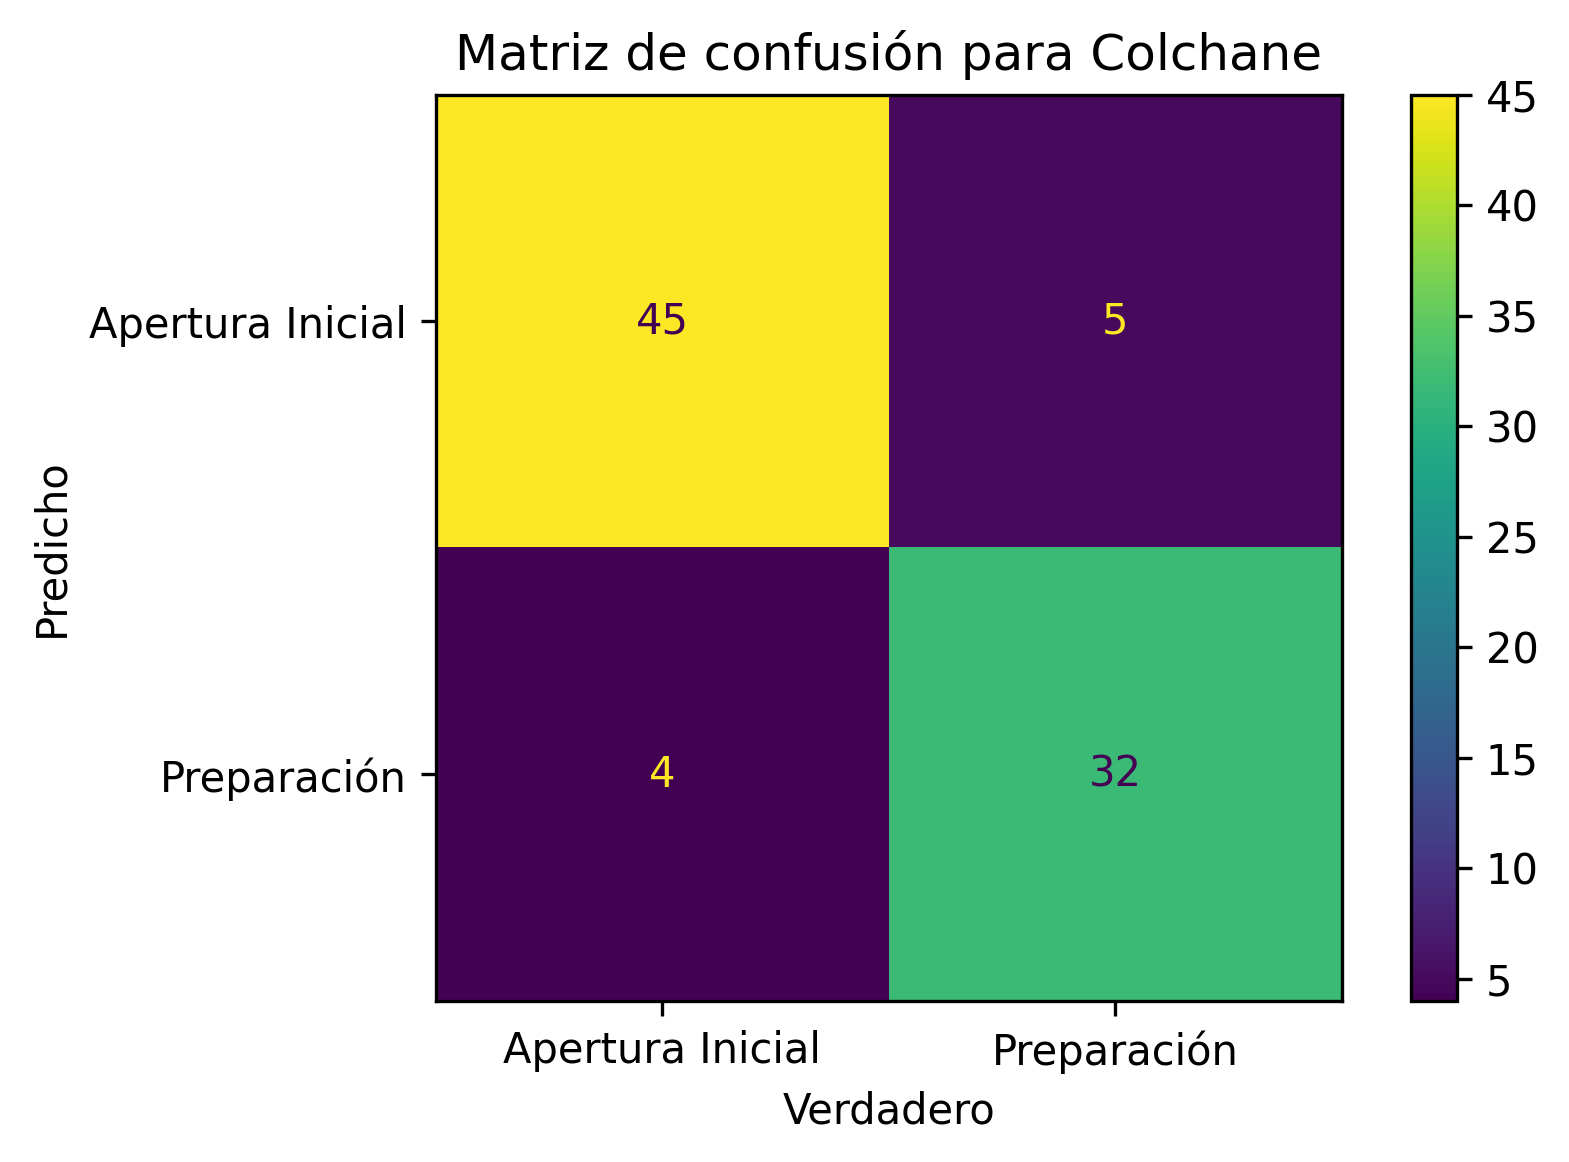 Matriz de confusión para Colchane
Predicho
Apertura Inicial
45
5
Preparación
4
32
Apertura Inicial
Preparación
Verdadero
45
40
35
30
25
20
15
10
5